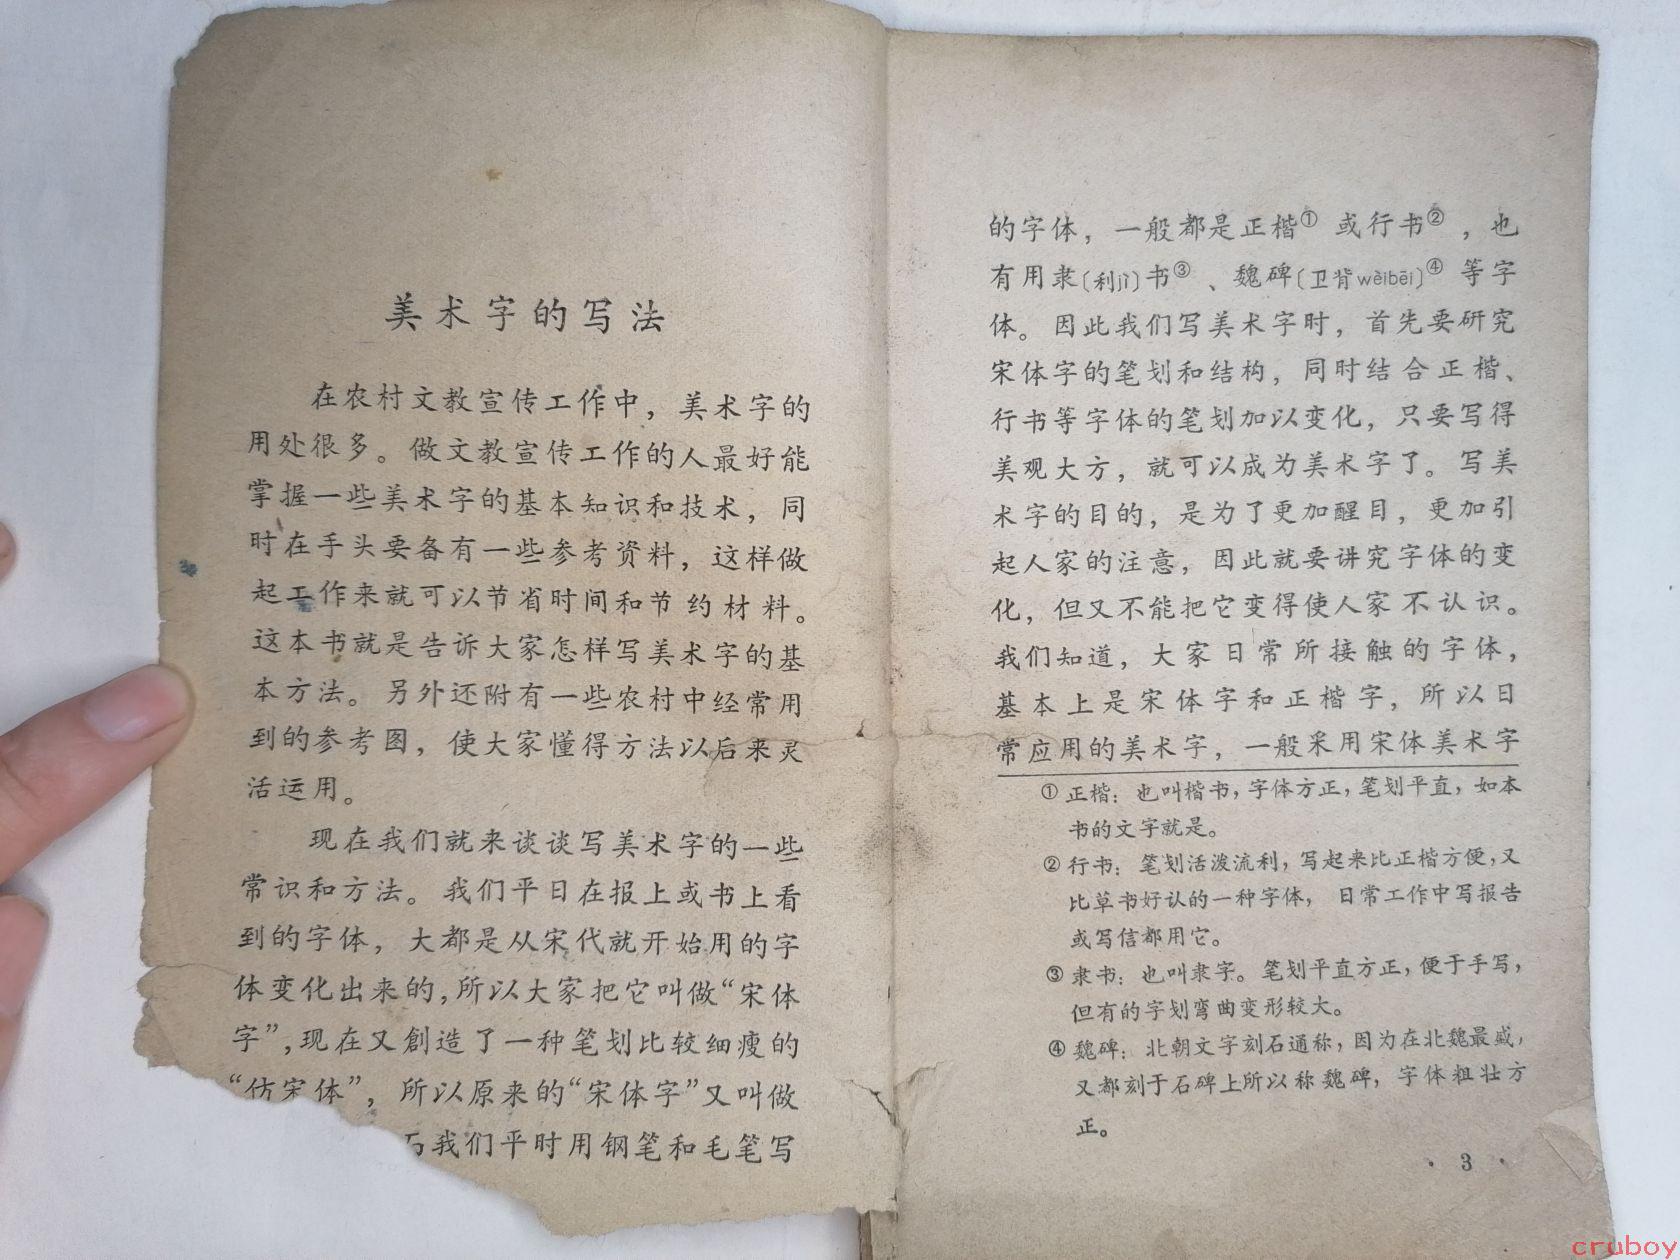 美术字的写法
在农村文教宣传工作中，美术字的
用处很多。做文教宣传工作的人最好能
掌握一些美术字的基本知识和技术，同
时在手头要备有一些参考资料，这样做
起工作来就可以节省时间和节约材料。
这本书就是告诉大家怎样写美术字的基
本方法。另外还附有一些农村中经常用
到的参考图，使大家懂得方法以后来灵
活运用。
现在我们就来谈谈写美术字的一些
常识和方法。我们平日在报上或书上看
到的字体，大都是从宋代就开始用的字
体变化出来的，所以大家把它叫做“宋体
字”，现在又創造了一种笔划比较细瘦的
“仿宋体”，所以原来的“宋体字”又叫做
我们平时用钢笔和毛笔写
的字体，一般都是正楷①或行书②，也
有用隶〔利jì〕书③、魏碑〔卫背wèibēi〕④等字
体。因此我们写美术字时，首先要研究
宋体字的笔划和结构，同时结合正楷、
行书等字体的笔划加以变化，只要写得
美观大方，就可以成为美术字了。写美
术字的目的，是为了更加醒目，更加引
起人家的注意，因此就要讲究字体的变
化，但又不能把它变得使人家不认识。
我们知道，大家日常所接触的字体，
基本上是宋体字和正楷字，所以日
常应用的美术字，一般采用宋体美术字
① 正楷：也叫楷书，字体方正，笔划平直，如本
书的文字就是。
② 行书：笔划活泼流利，写起来比正楷方便，又
比草书好认的一种字体，日常工作中写报告
或写信都用它。
③ 隶书：也叫隶字。笔划平直方正，便于手写，
但有的字划弯曲变形较大。
④ 魏碑：北朝文字刻石通称，因为在北魏最盛，
又都刻于石碑上所以称魏碑，字体粗壮方
正。
· 3 ·
cruboy